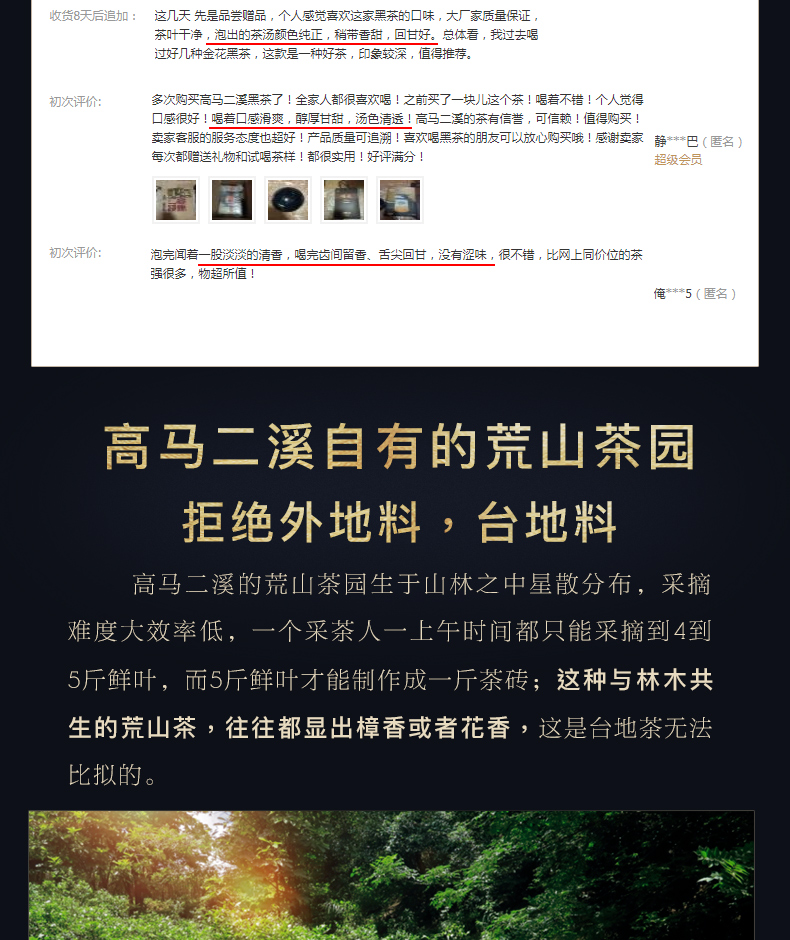 收货8天后追加：
这几天 先是品尝赠品，个人感觉喜欢这家黑茶的口味，大厂家质量保证，
茶叶干净，泡出的茶汤颜色纯正，稍带香甜，回甘好。总体看，我过去喝
过好几种金花黑茶，这款是一种好茶，印象较深，值得推荐。
初次评价:
多次购买高马二溪黑茶了！全家人都很喜欢喝！之前买了一块儿这个茶！喝着不错！个人觉得
口感很好！喝着口感滑爽，醇厚甘甜，汤色清透！高马二溪的茶有信誉，可信赖！值得购买！
卖家客服的服务态度也超好！产品质量可追溯！喜欢喝黑茶的朋友可以放心购买哦！感谢卖家
每次都赠送礼物和试喝茶样！都很实用！好评满分！
静***巴（匿名）
超级会员
初次评价:
泡完闻着一股淡淡的清香，喝完齿间留香、舌尖回甘，没有涩味，很不错，比网上同价位的茶
强很多，物超所值！
俺***5（匿名）
高马二溪自有的荒山茶园
拒绝外地料，台地料
高马二溪的荒山茶园生于山林之中星散分布，采摘
难度大效率低，一个采茶人一上午时间都只能采摘到4到
5斤鲜叶，而5斤鲜叶才能制作成一斤茶砖；这种与林木共
生的荒山茶，往往都显出樟香或者花香，这是台地茶无法
比拟的。